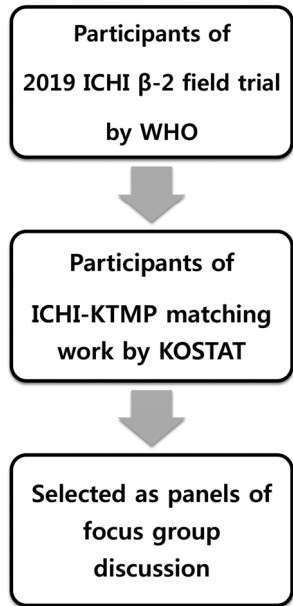 Participants of
2019 ICHI β-2 field trial
by WHO
Participants of
ICHI-KTMP matching
work by KOSTAT
Selected as panels of
focus group
discussion